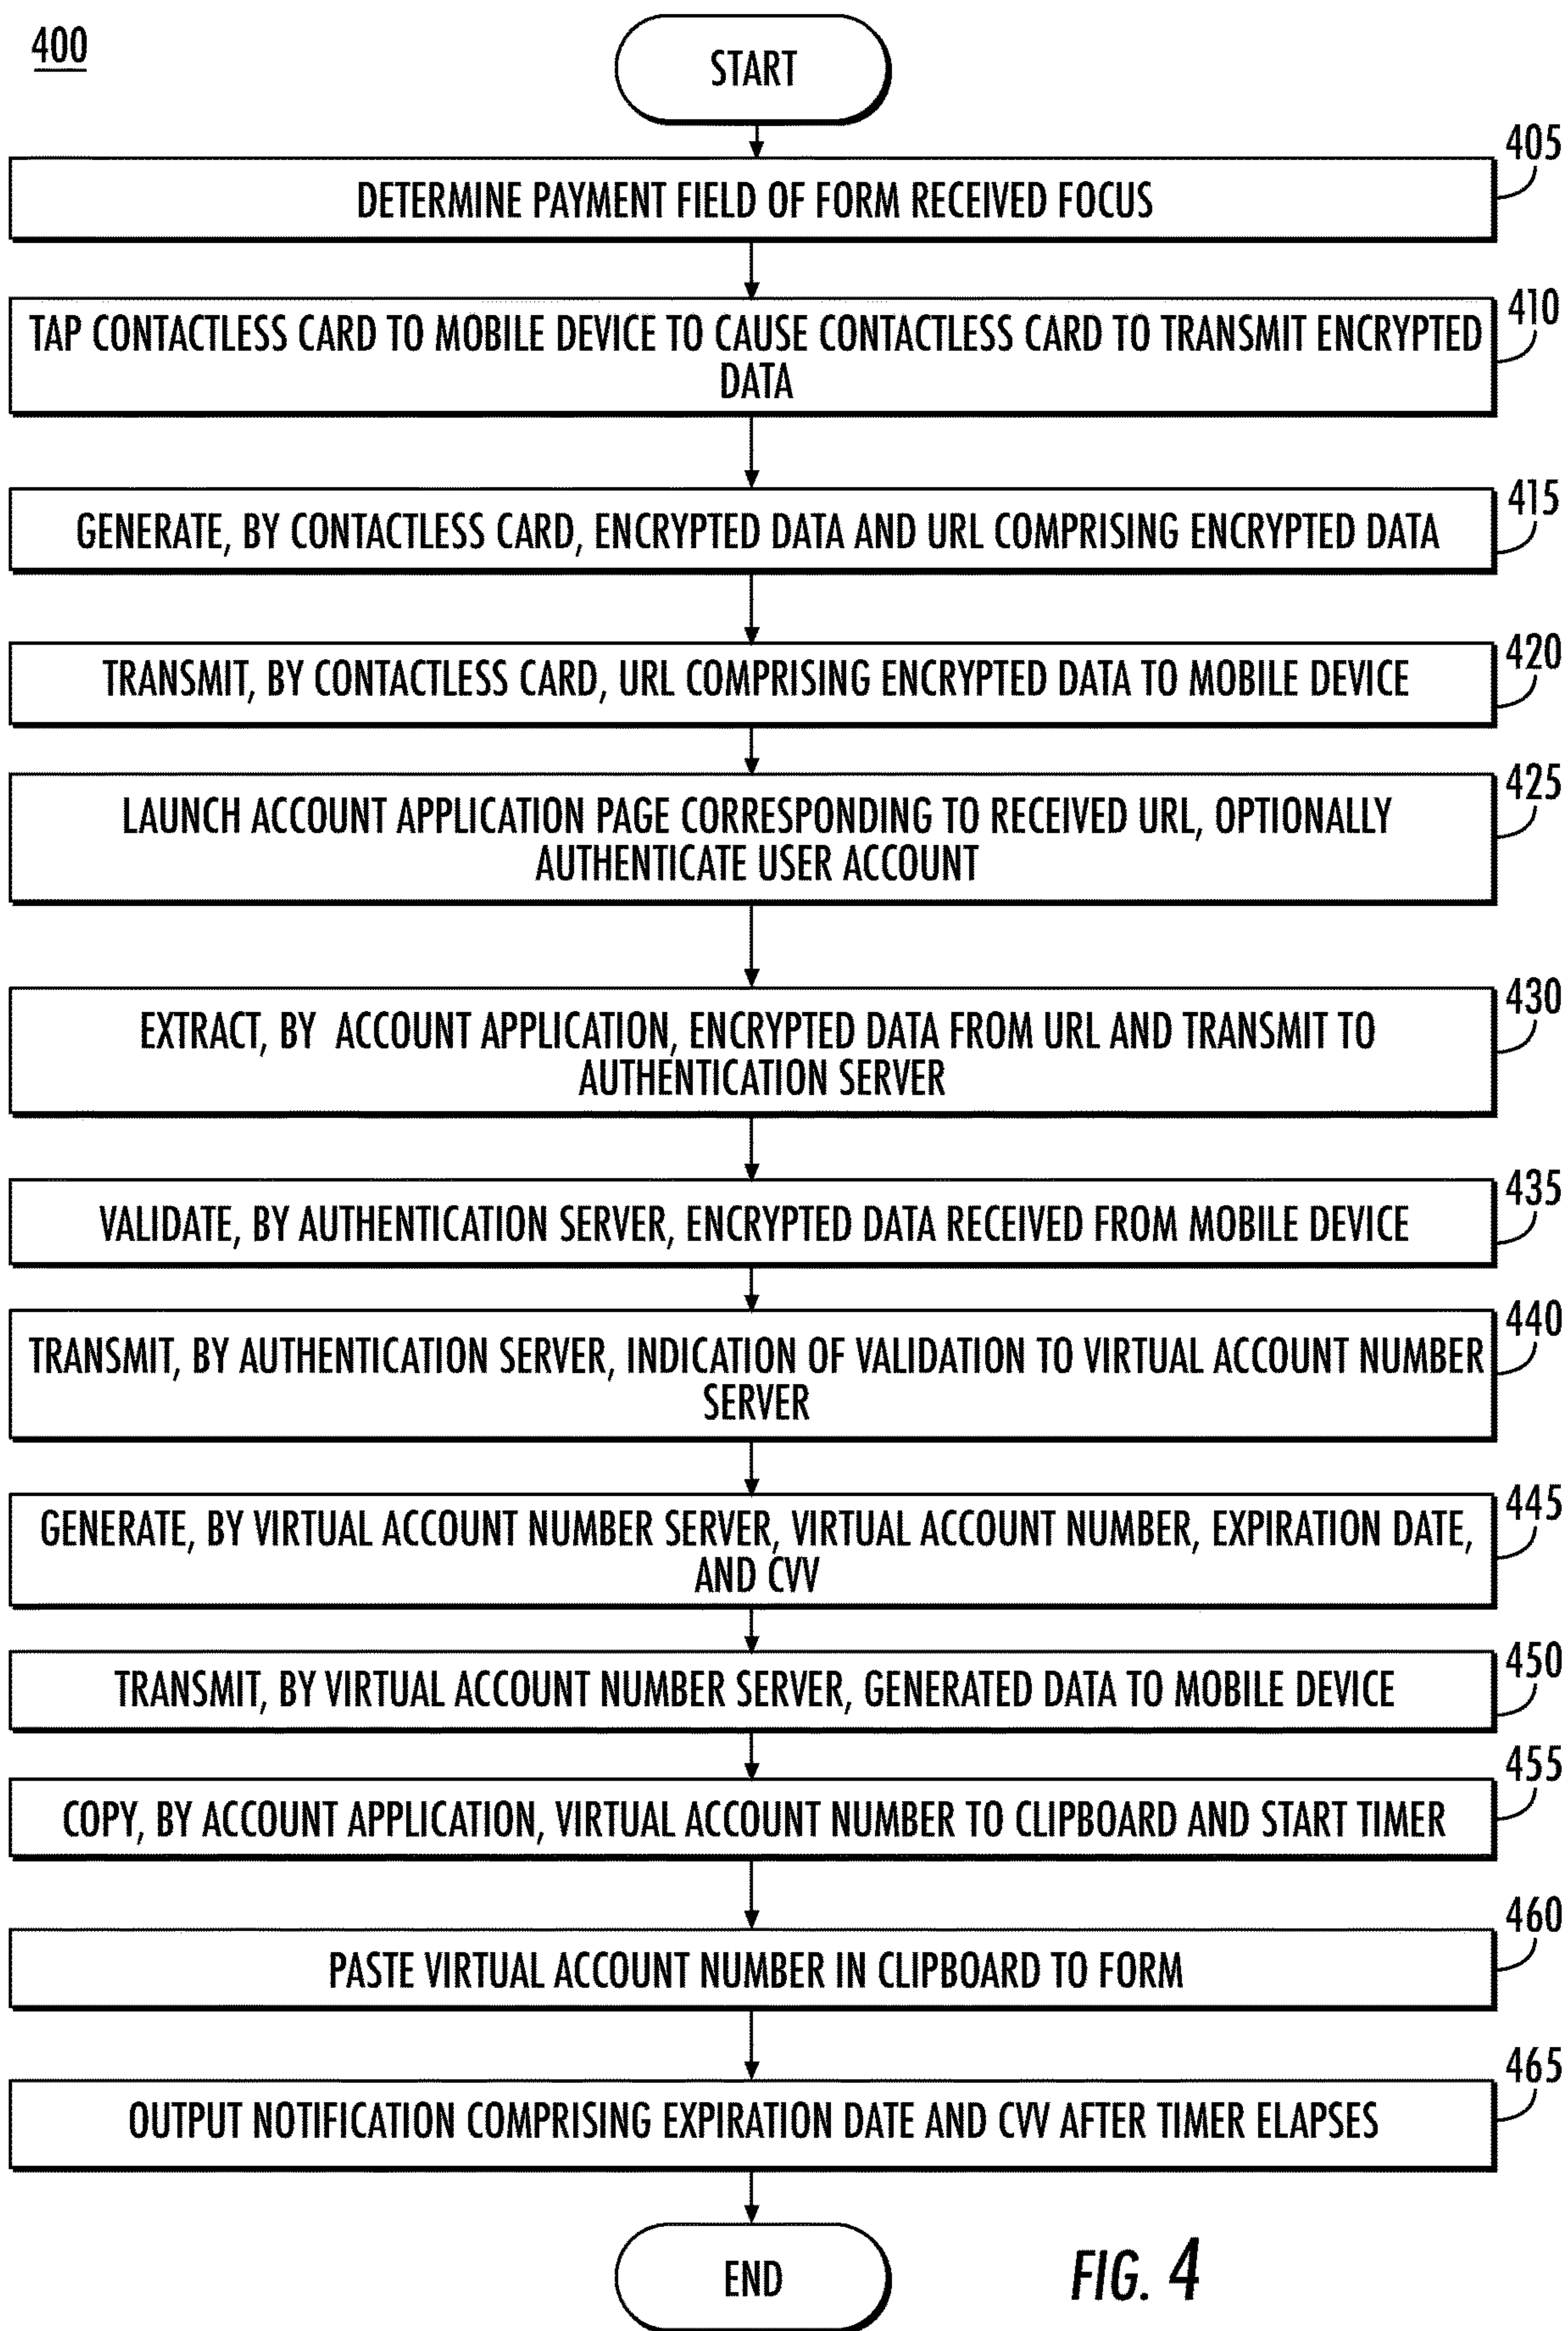 400
START
405
DETERMINE PAYMENT FIELD OF FORM RECEIVED FOCUS
410
TAP CONTACTLESS CARD TO MOBILE DEVICE TO CAUSE CONTACTLESS CARD TO TRANSMIT ENCRYPTED
DATA
415
GENERATE, BY CONTACTLESS CARD, ENCRYPTED DATA AND URL COMPRISING ENCRYPTED DATA
420
TRANSMIT, BY CONTACTLESS CARD, URL COMPRISING ENCRYPTED DATA TO MOBILE DEVICE
425
LAUNCH ACCOUNT APPLICATION PAGE CORRESPONDING TO RECEIVED URL, OPTIONALLY
AUTHENTICATE USER ACCOUNT
430
EXTRACT, BY ACCOUNT APPLICATION, ENCRYPTED DATA FROM URL AND TRANSMIT TO
AUTHENTICATION SERVER
435
VALIDATE, BY AUTHENTICATION SERVER, ENCRYPTED DATA RECEIVED FROM MOBILE DEVICE
440
TRANSMIT, BY AUTHENTICATION SERVER, INDICATION OF VALIDATION TO VIRTUAL ACCOUNT NUMBER
SERVER
445
GENERATE, BY VIRTUAL ACCOUNT NUMBER SERVER, VIRTUAL ACCOUNT NUMBER, EXPIRATION DATE,
AND CVV
450
TRANSMIT, BY VIRTUAL ACCOUNT NUMBER SERVER, GENERATED DATA TO MOBILE DEVICE
455
COPY, BY ACCOUNT APPLICATION, VIRTUAL ACCOUNT NUMBER TO CLIPBOARD AND START TIMER
460
PASTE VIRTUAL ACCOUNT NUMBER IN CLIPBOARD TO FORM
465
OUTPUT NOTIFICATION COMPRISING EXPIRATION DATE AND CVV AFTER TIMER ELAPSES
END
FIG. 4